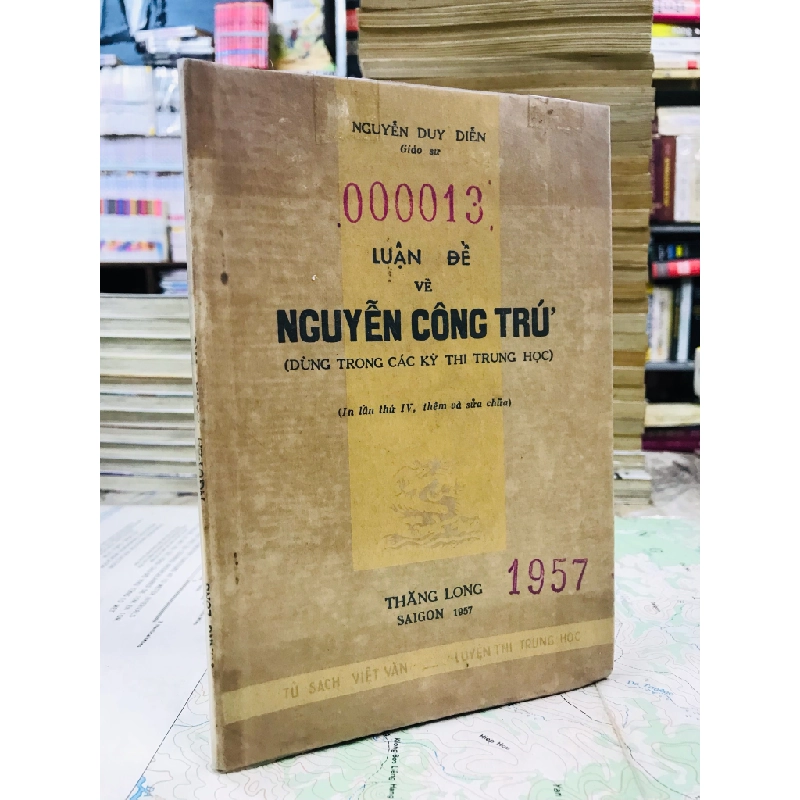 NGUYỄN DUY DIỄN
Giáo sư
000013
LUẬN ĐỀ
VỀ
NGUYỄN CÔNG TRỨ
(DÙNG TRONG CÁC KỲ THI TRUNG HỌC)
(In lần thứ IV, thêm và sửa chữa)
THĂNG LONG
SAIGON 1957
1957
TỦ SÁCH VIỆT VĂN
LUYỆN THI TRUNG HỌC